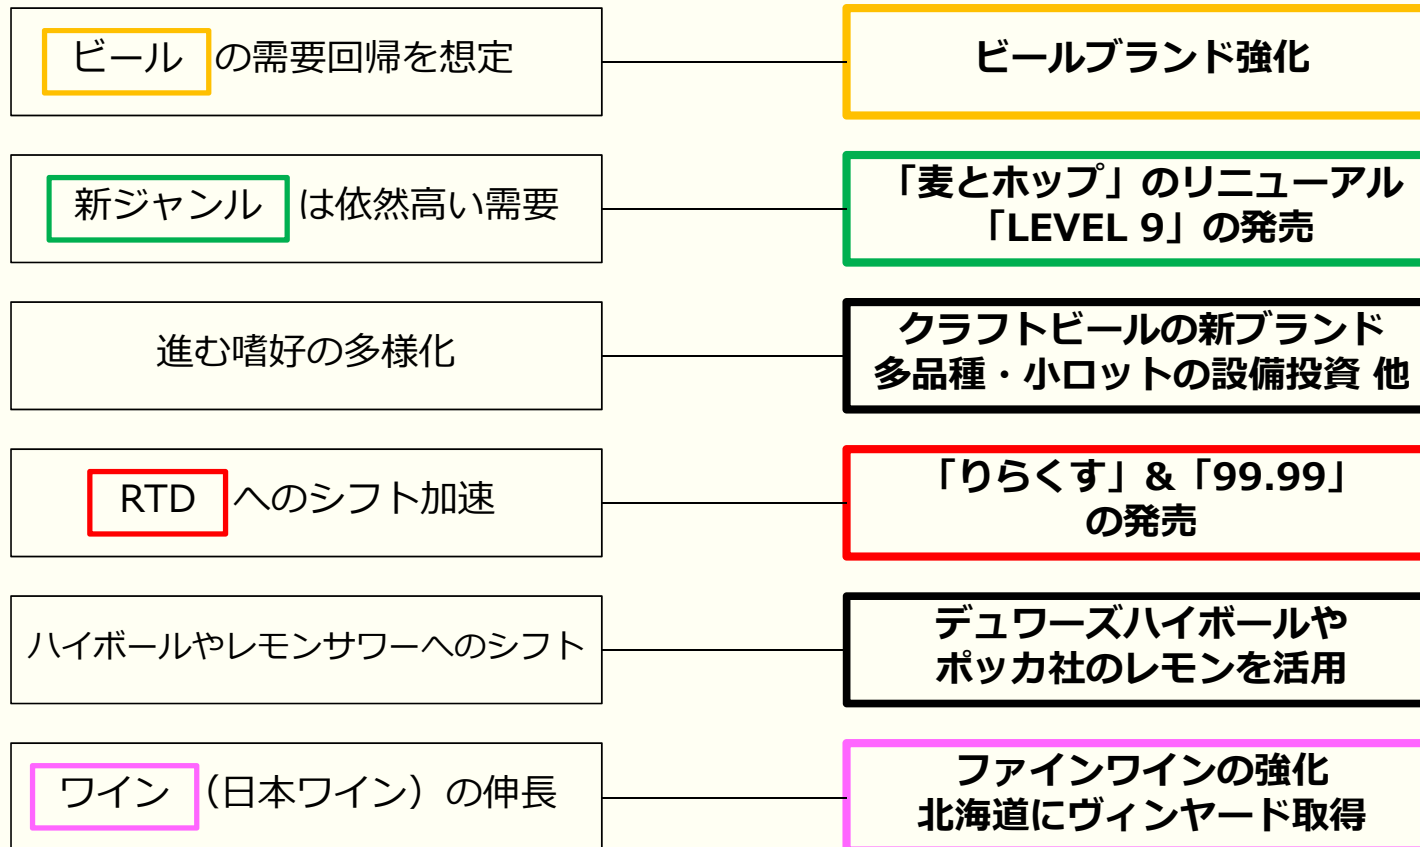 ビール の需要回帰を想定
ビールブランド強化
新ジャンル は依然高い需要
「麦とホップ」のリニューアル
「LEVEL 9」の発売
進む嗜好の多様化
クラフトビールの新ブランド
多品種・小ロットの設備投資 他
RTD へのシフト加速
「りらくす」&「99.99」
の発売
ハイボールやレモンサワーへのシフト
デュワーズハイボールや
ポッカ社のレモンを活用
ワイン (日本ワイン)の伸長
ファインワインの強化
北海道にヴィンヤード取得